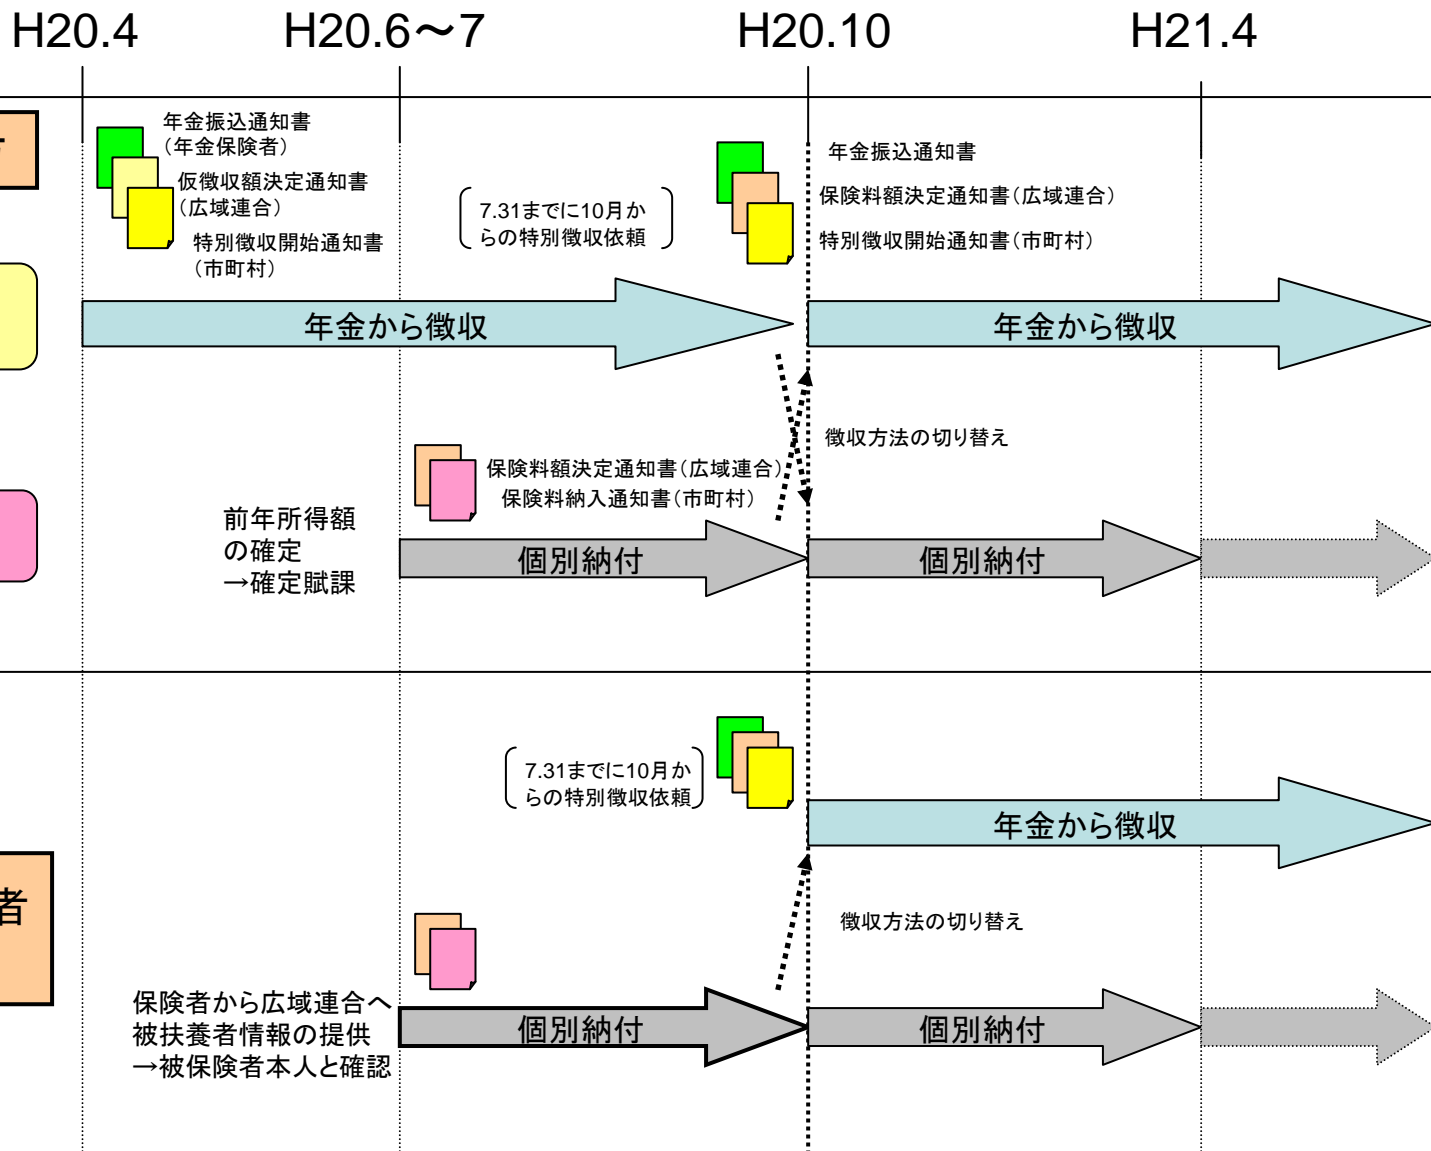 H20.4
H20.6～7
H20.10
H21.4
年金振込通知書
（年金保険者）
仮徴収額決定通知書
（広域連合）
特別徴収開始通知書
（市町村）
7.31までに10月か
らの特別徴収依頼
年金振込通知書
保険料額決定通知書（広域連合）
特別徴収開始通知書（市町村）
年金から徴収
年金から徴収
徴収方法の切り替え
保険料額決定通知書（広域連合）
保険料納入通知書（市町村）
前年所得額
の確定
→確定賦課
個別納付
個別納付
7.31までに10月か
らの特別徴収依頼
年金から徴収
者
徴収方法の切り替え
保険者から広域連合へ
被扶養者情報の提供
→被保険者本人と確認
個別納付
個別納付